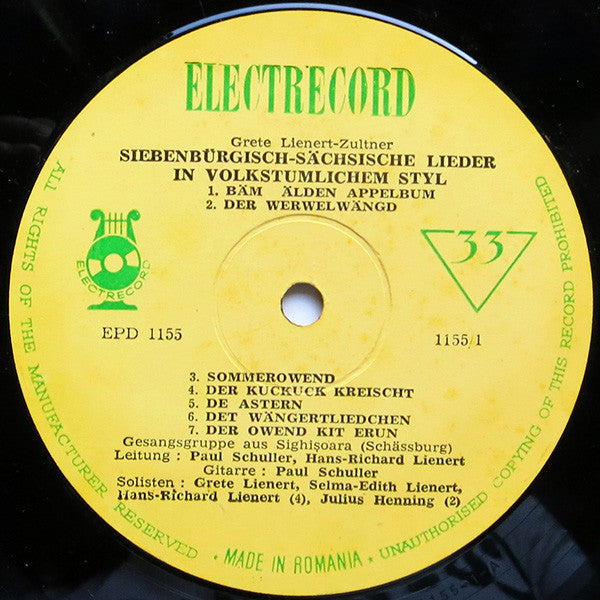 ELECTRECORD
Grete Lienert-Zultner
SIEBENBÜRGISCH-SÄCHSISCHE LIEDER
IN VOLKSTUMLICHEM STYL
1. BÄM ÄLDEN APPELBUM
2. DER WERWELWÄNGD
ELECTRECORD
33
EPD 1155
1155/1
3. SOMMEROWEND
4. DER KUCKUCK KREISCHT
5. DE ASTERN
6. DET WÄNGERTLIEDCHEN
7. DER OWEND KIT ERUN
Gesangsgruppe aus Sighișoara (Schässburg)
Leitung : Paul Schuller, Hans-Richard Lienert
Gitarre : Paul Schuller
Solisten : Grete Lienert, Selma-Edith Lienert,
Hans-Richard Lienert (4), Julius Henning (2)
ALL RIGHTS OF THE MANUFACTURER RESERVED ★ MADE IN ROMANIA ★ UNAUTHORISED COPYING OF THIS RECORD PROHIBITED